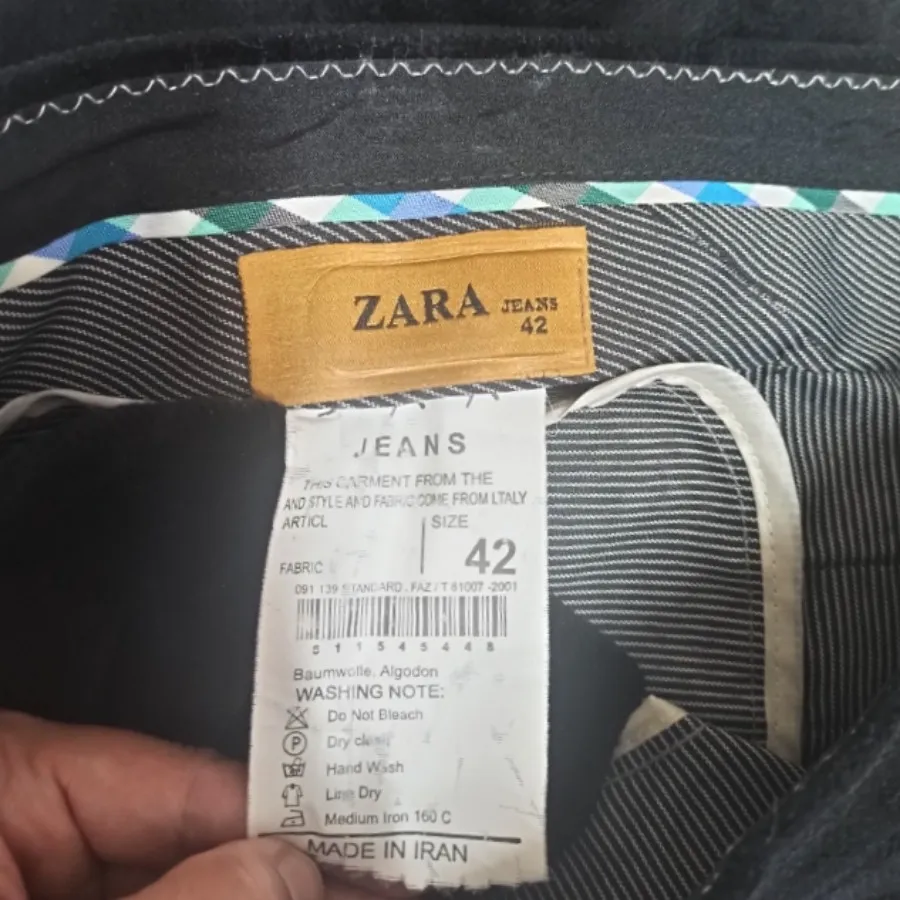 ZARA JEANS
42
JEANS
THIS GARMENT FROM THE
AND STYLE AND FABRIC COME FROM LTALY
ARTICL SIZE
FABRIC 42
091 139 STANDARD . FAZ / T 61007 -2001
5 1 1 5 4 5 4 4 8
Baumwolle, Algodon
WASHING NOTE:
Do Not Bleach
P Dry clean
Hand Wash
Line Dry
Medium Iron 160 C
MADE IN IRAN